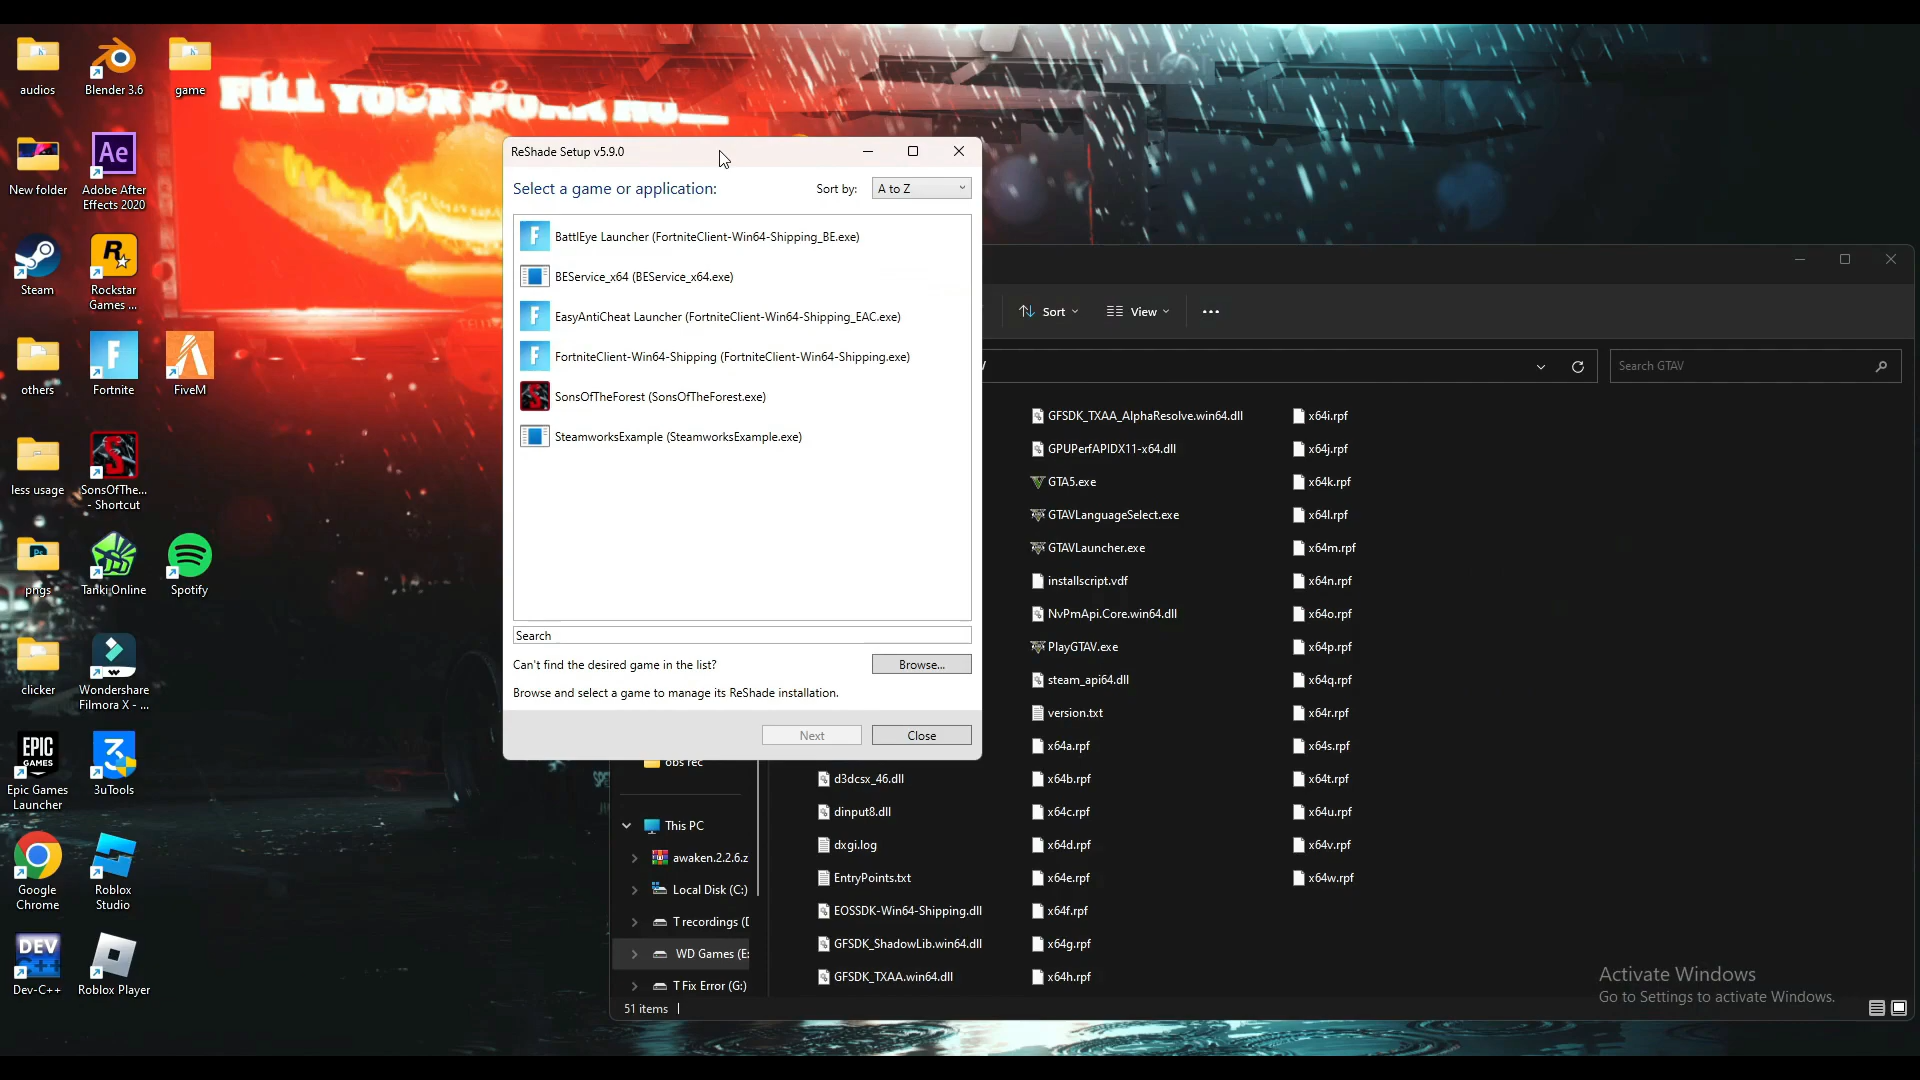 audios
Blender 3.6
game
FILL YOUR
New folder
Ae
Adobe After
Effects 2020
Steam
Rockstar
Games ...
others
Fortnite
FiveM
less usage
SonsOfThe...
- Shortcut
pngs
Tanki Online
Spotify
clicker
Wondershare
Filmora X - ...
EPIC
GAMES
Epic Games
Launcher
3uTools
Google
Chrome
Roblox
Studio
DEV
C++
Dev-C++
Roblox Player
ReShade Setup v5.9.0
Select a game or application:
Sort by:
A to Z
BattlEye Launcher (FortniteClient-Win64-Shipping_BE.exe)
BEService_x64 (BEService_x64.exe)
EasyAntiCheat Launcher (FortniteClient-Win64-Shipping_EAC.exe)
FortniteClient-Win64-Shipping (FortniteClient-Win64-Shipping.exe)
SonsOfTheForest (SonsOfTheForest.exe)
SteamworksExample (SteamworksExample.exe)
Search
Can't find the desired game in the list?
Browse...
Browse and select a game to manage its ReShade installation.
Next
Close
Sort
View
Search GTAV
obs rec
This PC
awaken.2.2.6.z
Local Disk (C:)
T recordings (D
WD Games (E:
T Fix Error (G:)
51 items
d3dcsx_46.dll
dinput8.dll
dxgi.log
EntryPoints.txt
EOSSDK-Win64-Shipping.dll
GFSDK_ShadowLib.win64.dll
GFSDK_TXAA.win64.dll
GFSDK_TXAA_AlphaResolve.win64.dll
GPUPerfAPIDX11-x64.dll
GTA5.exe
GTAVLanguageSelect.exe
GTAVLauncher.exe
installscript.vdf
NvPmApi.Core.win64.dll
PlayGTAV.exe
steam_api64.dll
version.txt
x64a.rpf
x64b.rpf
x64c.rpf
x64d.rpf
x64e.rpf
x64f.rpf
x64g.rpf
x64h.rpf
x64i.rpf
x64j.rpf
x64k.rpf
x64l.rpf
x64m.rpf
x64n.rpf
x64o.rpf
x64p.rpf
x64q.rpf
x64r.rpf
x64s.rpf
x64t.rpf
x64u.rpf
x64v.rpf
x64w.rpf
Activate Windows
Go to Settings to activate Windows.